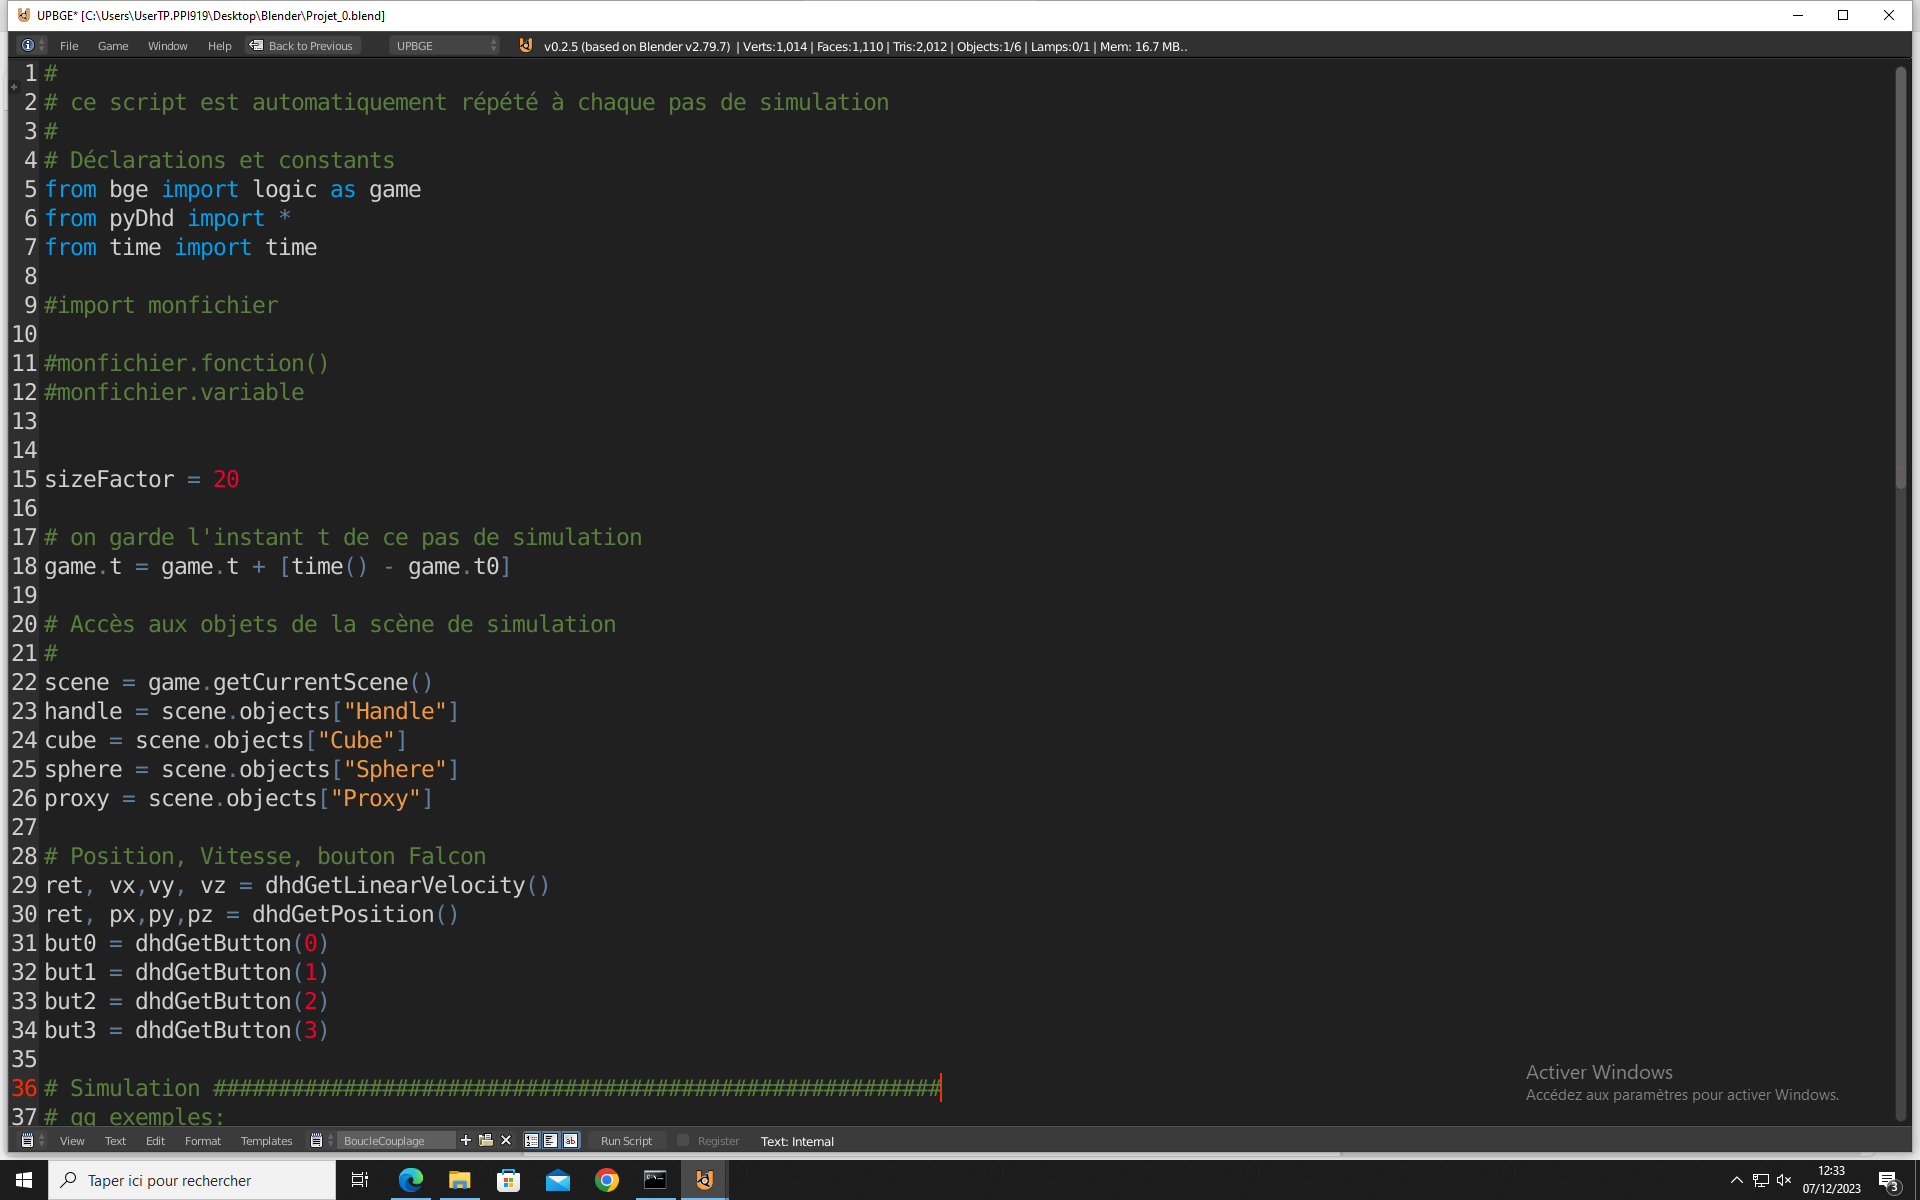 UPBGE* [C:\Users\UserTP.PPI919\Desktop\Blender\Projet_0.blend]
File Game Window Help Back to Previous UPBGE v0.2.5 (based on Blender v2.79.7) | Verts:1,014 | Faces:1,110 | Tris:2,012 | Objects:1/6 | Lamps:0/1 | Mem: 16.7 MB..
1 #
2 # ce script est automatiquement répété à chaque pas de simulation
3 #
4 # Déclarations et constants
5 from bge import logic as game
6 from pyDhd import *
7 from time import time
8
9 #import monfichier
10
11 #monfichier.fonction()
12 #monfichier.variable
13
14
15 sizeFactor = 20
16
17 # on garde l'instant t de ce pas de simulation
18 game.t = game.t + [time() - game.t0]
19
20 # Accès aux objets de la scène de simulation
21 #
22 scene = game.getCurrentScene()
23 handle = scene.objects["Handle"]
24 cube = scene.objects["Cube"]
25 sphere = scene.objects["Sphere"]
26 proxy = scene.objects["Proxy"]
27
28 # Position, Vitesse, bouton Falcon
29 ret, vx,vy, vz = dhdGetLinearVelocity()
30 ret, px,py,pz = dhdGetPosition()
31 but0 = dhdGetButton(0)
32 but1 = dhdGetButton(1)
33 but2 = dhdGetButton(2)
34 but3 = dhdGetButton(3)
35
36 # Simulation ########################################################
37 # qq exemples:
Activer Windows
Accédez aux paramètres pour activer Windows.
View Text Edit Format Templates BoucleCouplage Run Script Register Text: Internal
Taper ici pour rechercher
12:33
07/12/2023
3